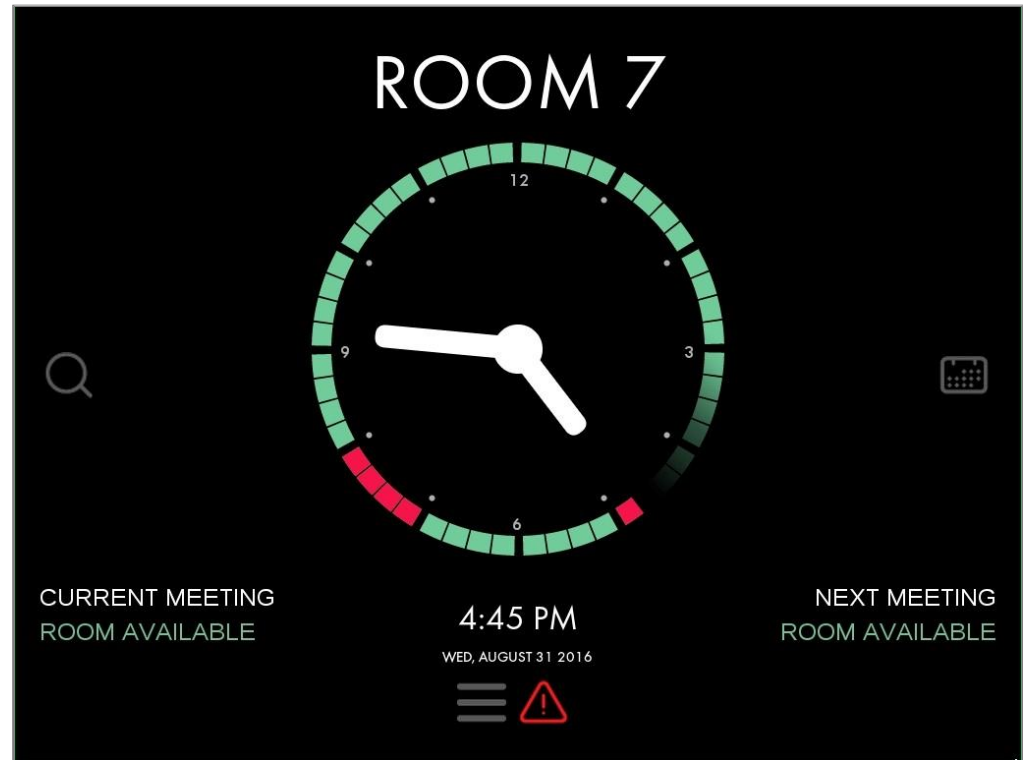 ROOM 7
12
9
3
6
CURRENT MEETING
ROOM AVAILABLE
4:45 PM
WED, AUGUST 31 2016
NEXT MEETING
ROOM AVAILABLE